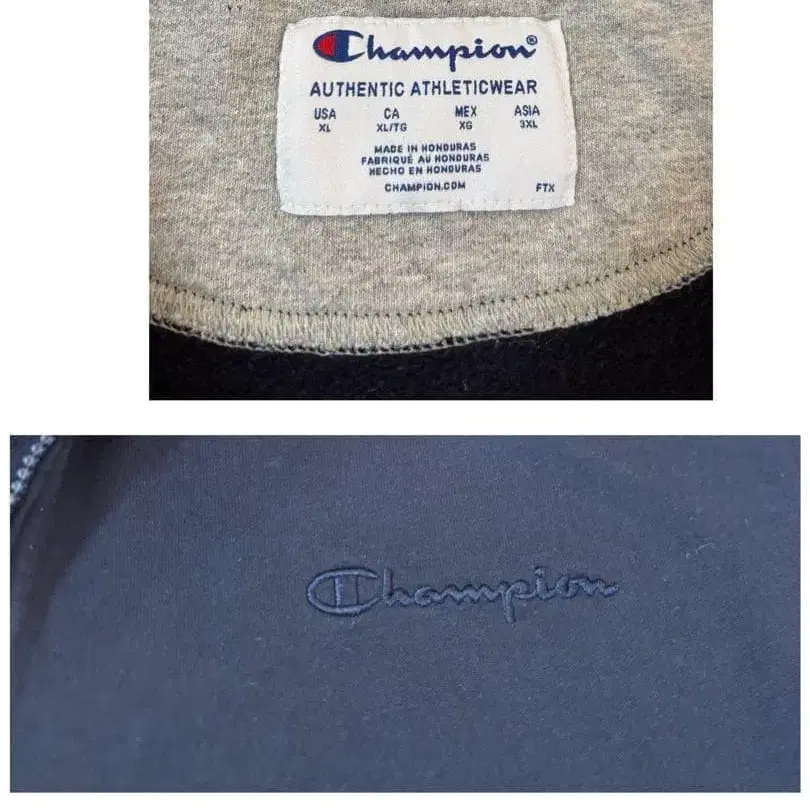 Champion®
AUTHENTIC ATHLETICWEAR
USA CA MEX ASIA
XL XL/TG XG 3XL
MADE IN HONDURAS
FABRIQUÉ AU HONDURAS
HECHO EN HONDURAS
CHAMPION.COM FTX
Champion